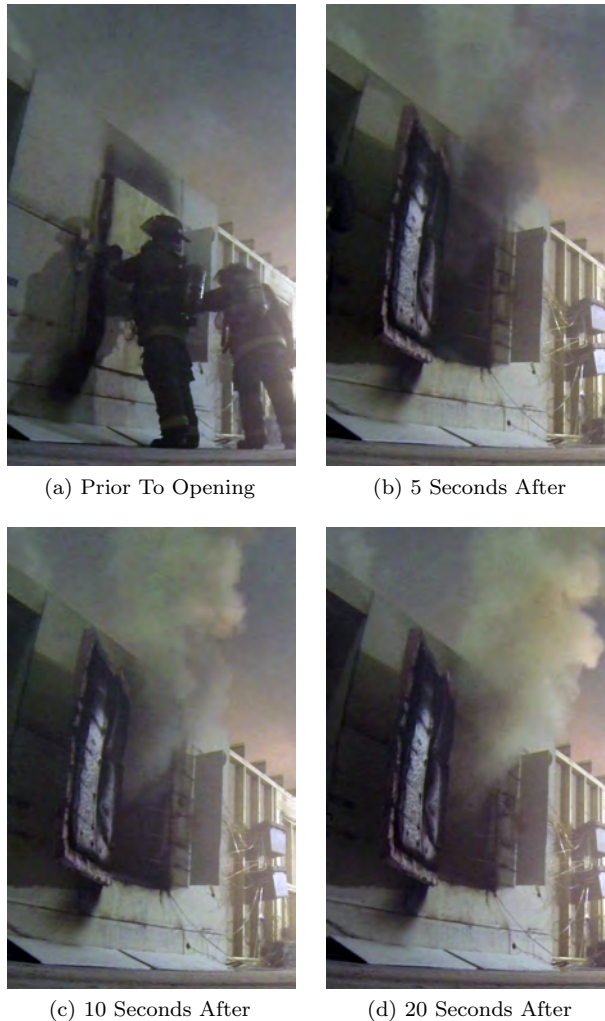 (a) Prior To Opening
(b) 5 Seconds After
(c) 10 Seconds After
(d) 20 Seconds After